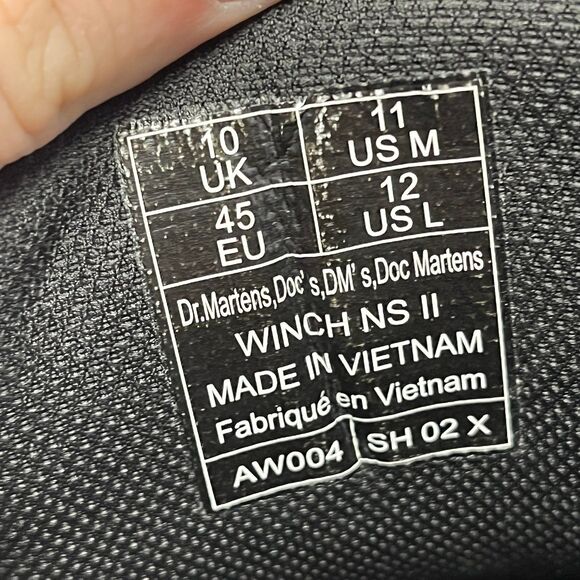 10 UK
11 US M
45 EU
12 US L
Dr.Martens,Doc's,DM's,Doc Martens
WINCH NS II
MADE IN VIETNAM
Fabriqué en Vietnam
AW004 SH 02 X